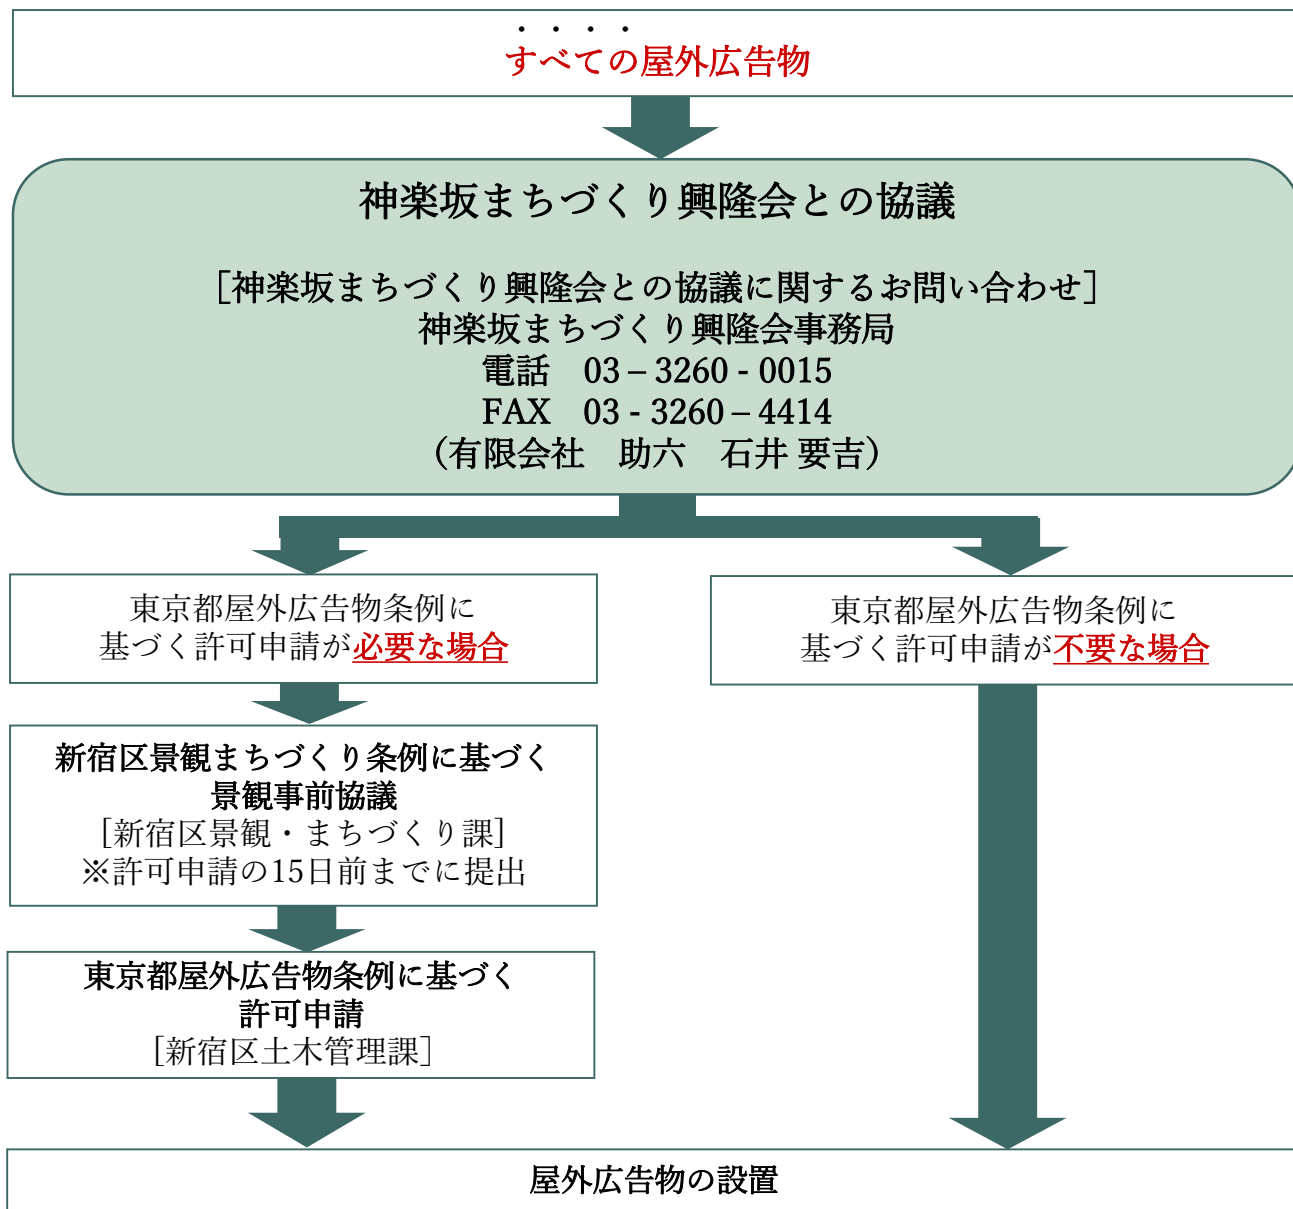 すべての屋外広告物
神楽坂まちづくり興隆会との協議
[神楽坂まちづくり興隆会との協議に関するお問い合わせ]
神楽坂まちづくり興隆会事務局
電話　03 – 3260 - 0015
FAX　03 - 3260 – 4414
（有限会社　助六　石井 要吉）
東京都屋外広告物条例に
基づく許可申請が必要な場合
東京都屋外広告物条例に
基づく許可申請が不要な場合
新宿区景観まちづくり条例に基づく
景観事前協議
[新宿区景観・まちづくり課]
※許可申請の15日前までに提出
東京都屋外広告物条例に基づく
許可申請
[新宿区土木管理課]
屋外広告物の設置